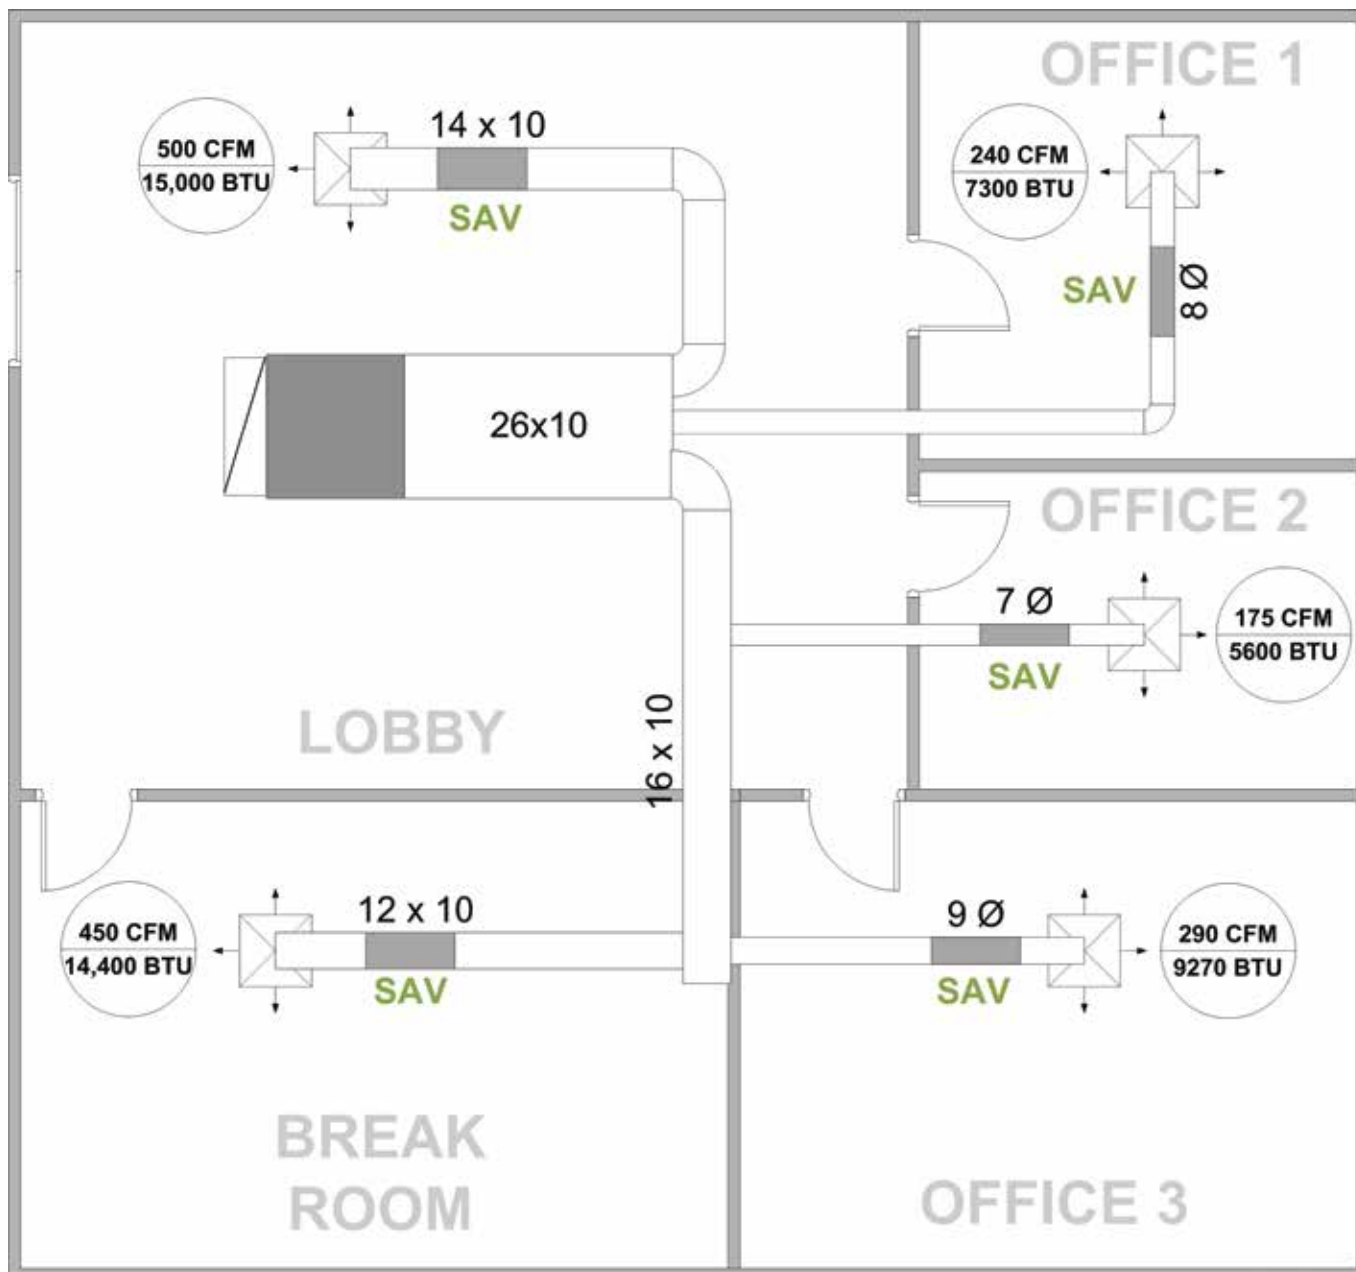 OFFICE 1
14 x 10
500 CFM
15,000 BTU
SAV
240 CFM
7300 BTU
SAV
8 Ø
26x10
OFFICE 2
7 Ø
175 CFM
5600 BTU
SAV
LOBBY
16 x 10
12 x 10
450 CFM
14,400 BTU
SAV
9 Ø
290 CFM
9270 BTU
SAV
BREAK
ROOM
OFFICE 3